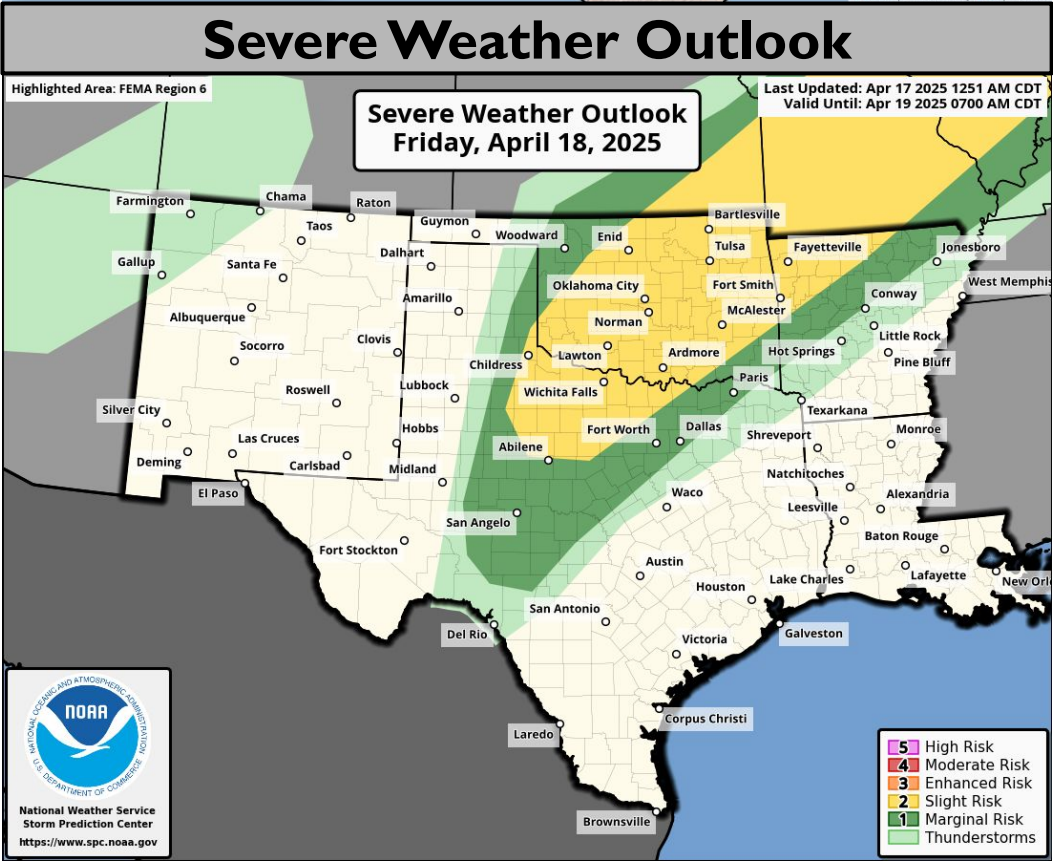 Severe Weather Outlook
Highlighted Area: FEMA Region 6
Last Updated: Apr 17 2025 1251 AM CDT
Valid Until: Apr 19 2025 0700 AM CDT
Severe Weather Outlook
Friday, April 18, 2025
Farmington
Chama
Raton
Taos
Guymon
Woodward
Enid
Bartlesville
Tulsa
Fayetteville
Jonesboro
Gallup
Santa Fe
Dalhart
Oklahoma City
Fort Smith
West Memphis
Amarillo
Conway
Albuquerque
Norman
McAlester
Little Rock
Socorro
Clovis
Childress
Lawton
Ardmore
Hot Springs
Pine Bluff
Roswell
Lubbock
Wichita Falls
Paris
Silver City
Texarkana
Hobbs
Fort Worth
Dallas
Shreveport
Monroe
Las Cruces
Abilene
Deming
Carlsbad
Midland
Natchitoches
El Paso
Waco
Alexandria
San Angelo
Leesville
Fort Stockton
Baton Rouge
Austin
Lake Charles
Lafayette
New Orl
Houston
San Antonio
Del Rio
Victoria
Galveston
Laredo
Corpus Christi
Brownsville
NATIONAL OCEANIC AND ATMOSPHERIC ADMINISTRATION
NOAA
U.S. DEPARTMENT OF COMMERCE
National Weather Service
Storm Prediction Center
https://www.spc.noaa.gov
5 High Risk
4 Moderate Risk
3 Enhanced Risk
2 Slight Risk
1 Marginal Risk
Thunderstorms